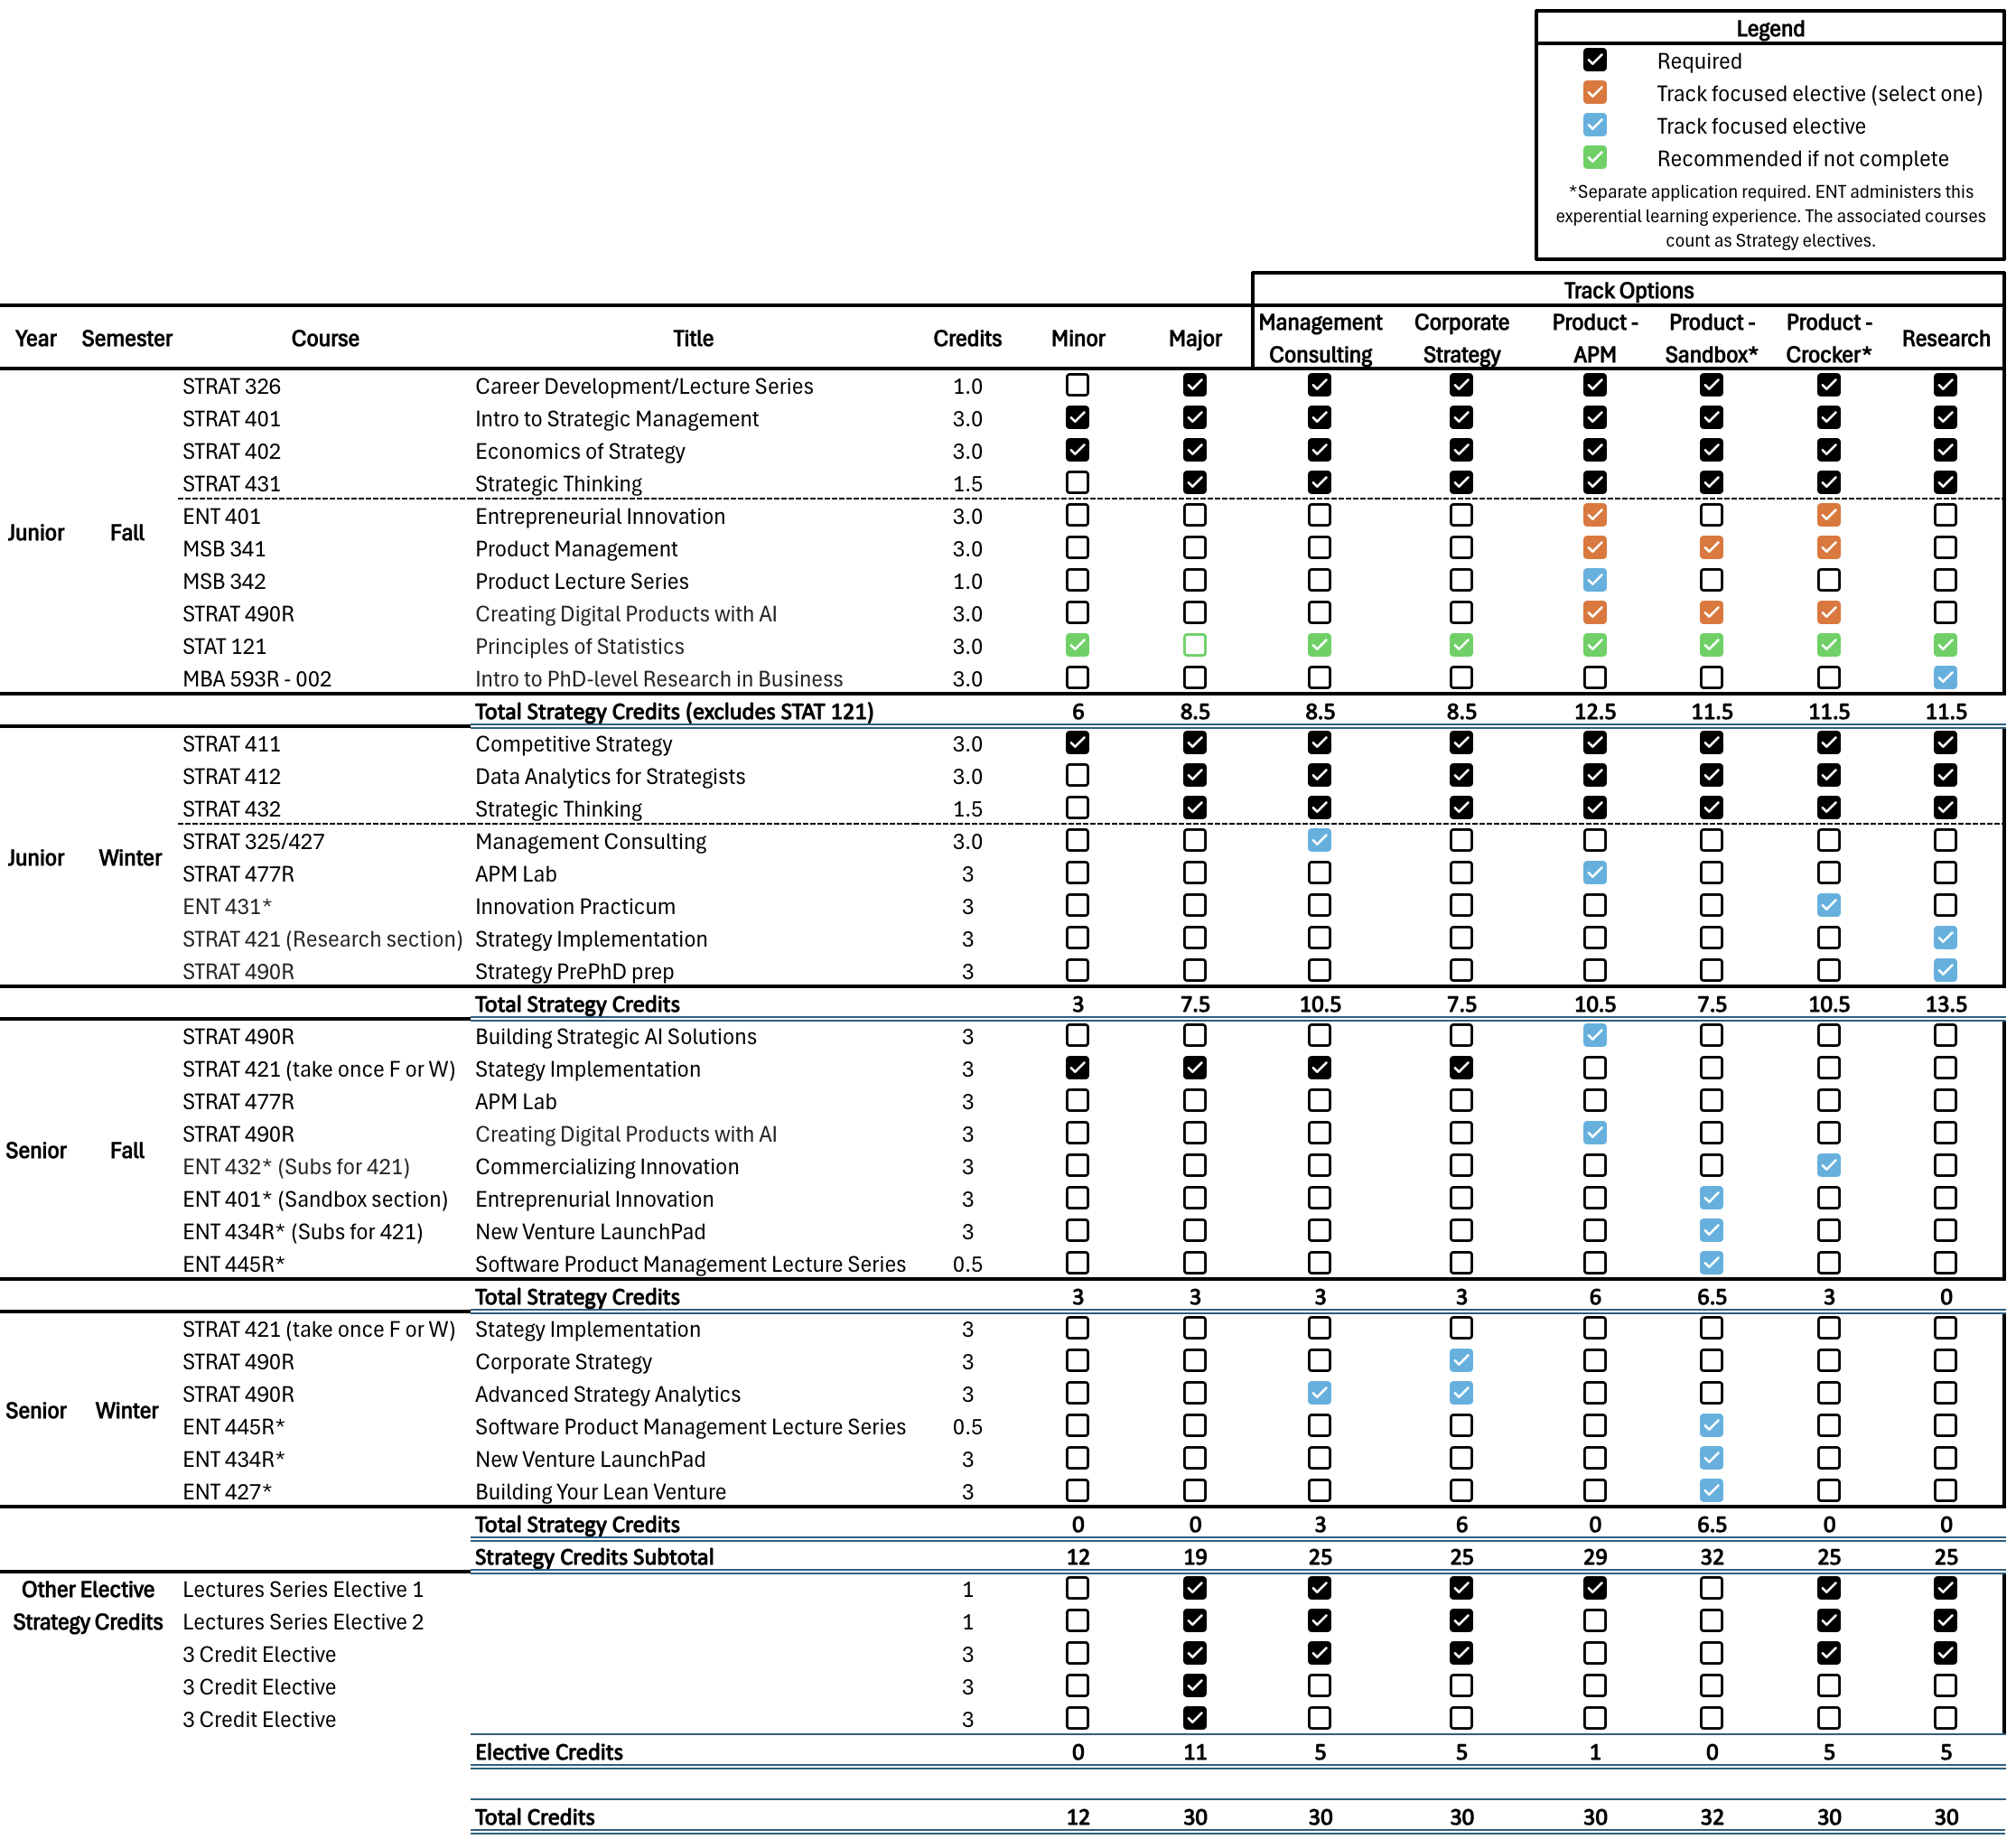 Legend
Required
Track focused elective (select one)
Track focused elective
Recommended if not complete
*Separate application required. ENT administers this
experential learning experience. The associated courses
count as Strategy electives.
Track Options
Year Semester Course Title Credits Minor Major Management Consulting Corporate Strategy Product - APM Product - Sandbox* Product - Crocker* Research
Junior Fall
STRAT 326 Career Development/Lecture Series 1.0
STRAT 401 Intro to Strategic Management 3.0
STRAT 402 Economics of Strategy 3.0
STRAT 431 Strategic Thinking 1.5
ENT 401 Entrepreneurial Innovation 3.0
MSB 341 Product Management 3.0
MSB 342 Product Lecture Series 1.0
STRAT 490R Creating Digital Products with AI 3.0
STAT 121 Principles of Statistics 3.0
MBA 593R - 002 Intro to PhD-level Research in Business 3.0
Total Strategy Credits (excludes STAT 121) 6 8.5 8.5 8.5 12.5 11.5 11.5 11.5
Junior Winter
STRAT 411 Competitive Strategy 3.0
STRAT 412 Data Analytics for Strategists 3.0
STRAT 432 Strategic Thinking 1.5
STRAT 325/427 Management Consulting 3.0
STRAT 477R APM Lab 3
ENT 431* Innovation Practicum 3
STRAT 421 (Research section) Strategy Implementation 3
STRAT 490R Strategy PrePhD prep 3
Total Strategy Credits 3 7.5 10.5 7.5 10.5 7.5 10.5 13.5
Senior Fall
STRAT 490R Building Strategic AI Solutions 3
STRAT 421 (take once F or W) Stategy Implementation 3
STRAT 477R APM Lab 3
STRAT 490R Creating Digital Products with AI 3
ENT 432* (Subs for 421) Commercializing Innovation 3
ENT 401* (Sandbox section) Entreprenurial Innovation 3
ENT 434R* (Subs for 421) New Venture LaunchPad 3
ENT 445R* Software Product Management Lecture Series 0.5
Total Strategy Credits 3 3 3 3 6 6.5 3 0
Senior Winter
STRAT 421 (take once F or W) Stategy Implementation 3
STRAT 490R Corporate Strategy 3
STRAT 490R Advanced Strategy Analytics 3
ENT 445R* Software Product Management Lecture Series 0.5
ENT 434R* New Venture LaunchPad 3
ENT 427* Building Your Lean Venture 3
Total Strategy Credits 0 0 3 6 0 6.5 0 0
Strategy Credits Subtotal 12 19 25 25 29 32 25 25
Other Elective Lectures Series Elective 1 1
Strategy Credits Lectures Series Elective 2 1
3 Credit Elective 3
3 Credit Elective 3
3 Credit Elective 3
Elective Credits 0 11 5 5 1 0 5 5
Total Credits 12 30 30 30 30 32 30 30